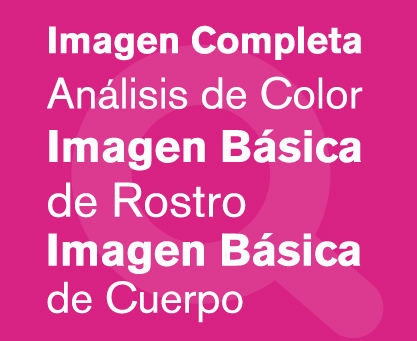 Imagen Completa
Análisis de Color
Imagen Básica
de Rostro
Imagen Básica
de Cuerpo